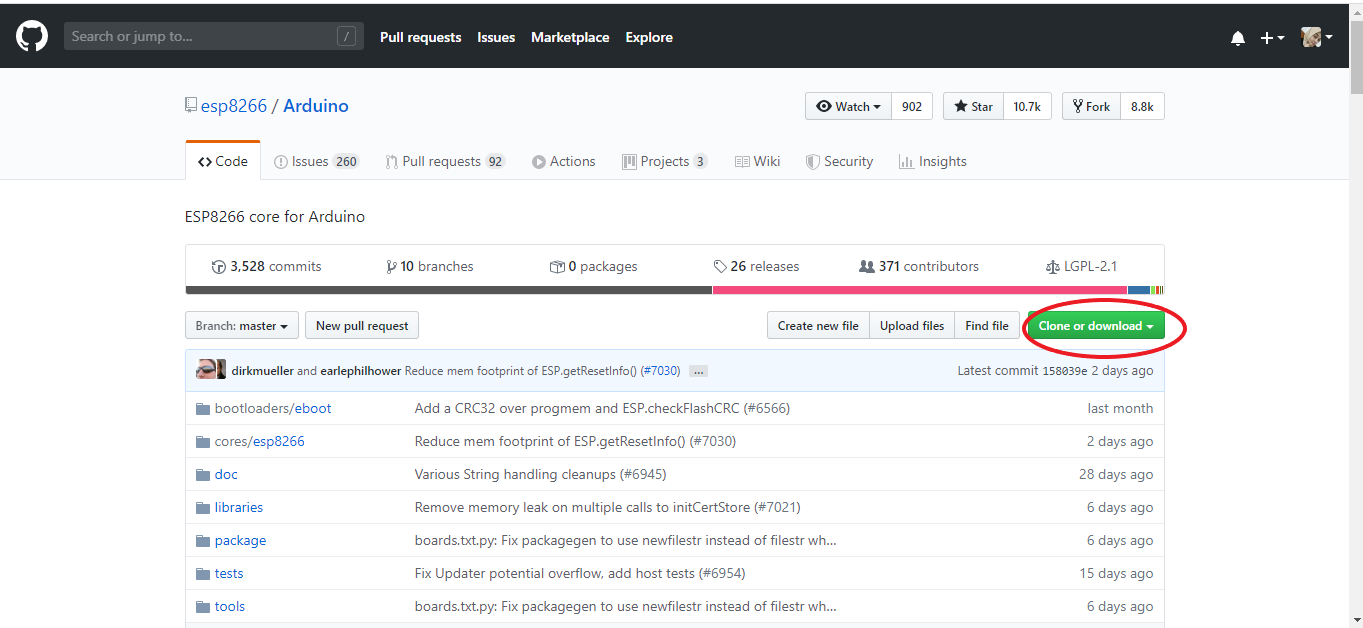 Search or jump to... / Pull requests Issues Marketplace Explore
esp8266 / Arduino Watch 902 Star 10.7k Fork 8.8k
Code Issues 260 Pull requests 92 Actions Projects 3 Wiki Security Insights
ESP8266 core for Arduino
3,528 commits 10 branches 0 packages 26 releases 371 contributors LGPL-2.1
Branch: master New pull request Create new file Upload files Find file Clone or download
dirkmueller and earlephilhower Reduce mem footprint of ESP.getResetInfo() (#7030) ... Latest commit 158039e 2 days ago
bootloaders/eboot Add a CRC32 over progmem and ESP.checkFlashCRC (#6566) last month
cores/esp8266 Reduce mem footprint of ESP.getResetInfo() (#7030) 2 days ago
doc Various String handling cleanups (#6945) 28 days ago
libraries Remove memory leak on multiple calls to initCertStore (#7021) 6 days ago
package boards.txt.py: Fix packagegen to use newfilestr instead of filestr wh... 6 days ago
tests Fix Updater potential overflow, add host tests (#6954) 15 days ago
tools boards.txt.py: Fix packagegen to use newfilestr instead of filestr wh... 6 days ago